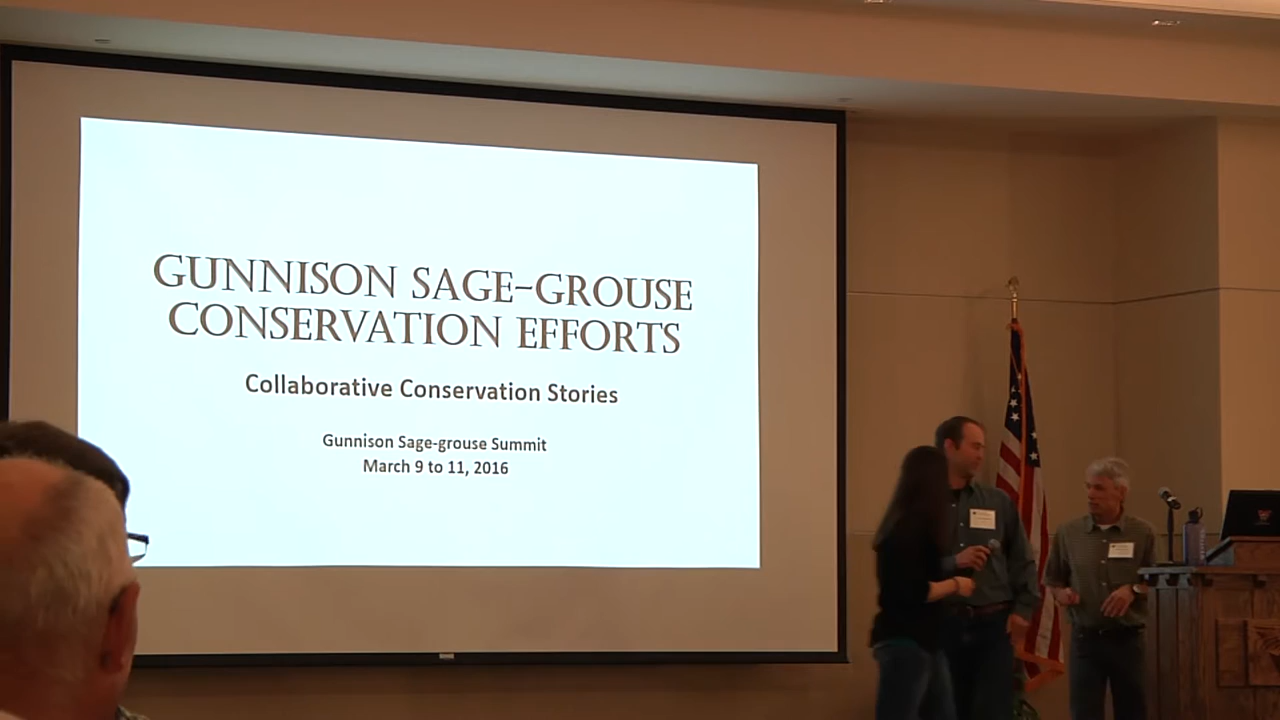 GUNNISON SAGE-GROUSE
CONSERVATION EFFORTS
Collaborative Conservation Stories
Gunnison Sage-grouse Summit
March 9 to 11, 2016